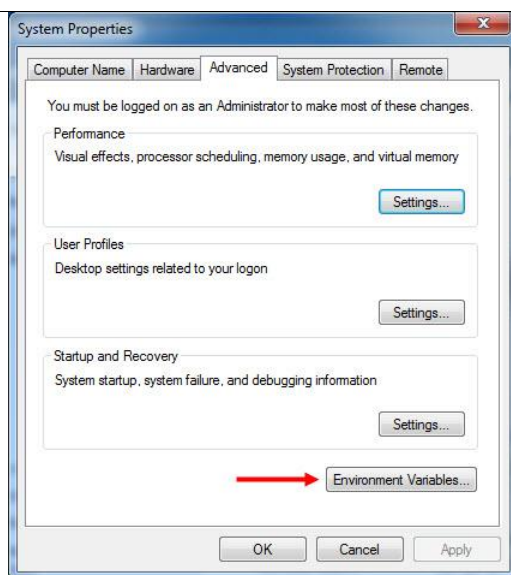 System Properties
Computer Name Hardware Advanced System Protection Remote
You must be logged on as an Administrator to make most of these changes.
Performance
Visual effects, processor scheduling, memory usage, and virtual memory
Settings...
User Profiles
Desktop settings related to your logon
Settings...
Startup and Recovery
System startup, system failure, and debugging information
Settings...
Environment Variables...
OK Cancel Apply